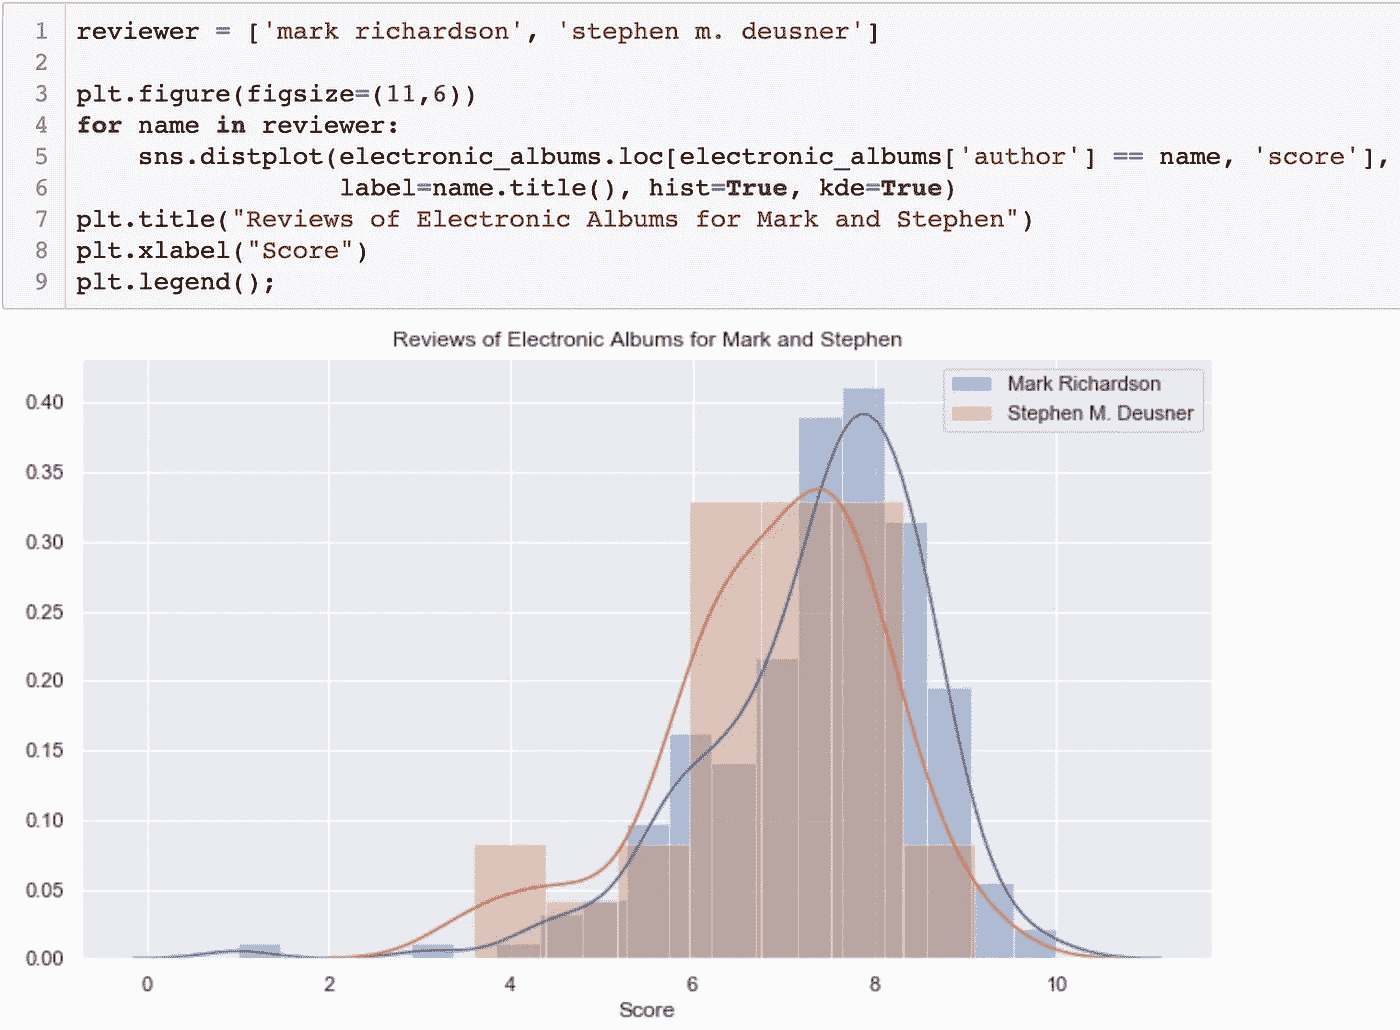 1 reviewer = ['mark richardson', 'stephen m. deusner']
2
3 plt.figure(figsize=(11,6))
4 for name in reviewer:
5     sns.distplot(electronic_albums.loc[electronic_albums['author'] == name, 'score'],
6                  label=name.title(), hist=True, kde=True)
7 plt.title("Reviews of Electronic Albums for Mark and Stephen")
8 plt.xlabel("Score")
9 plt.legend();
Reviews of Electronic Albums for Mark and Stephen
Mark Richardson
Stephen M. Deusner
0.40
0.35
0.30
0.25
0.20
0.15
0.10
0.05
0.00
0 2 4 6 8 10
Score